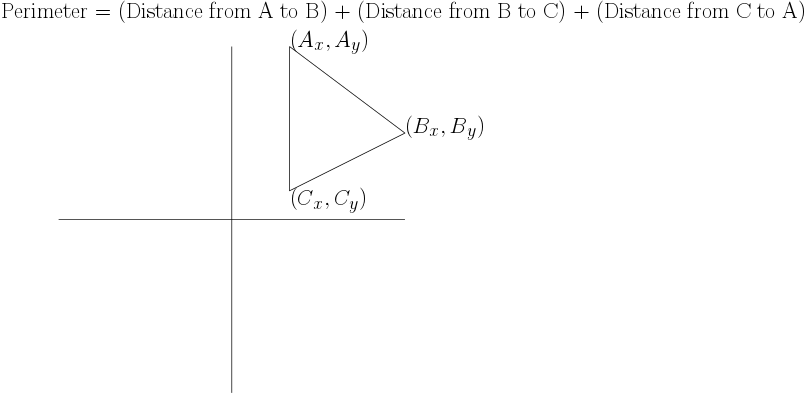 Perimeter = (Distance from A to B) + (Distance from B to C) + (Distance from C to A)
(A_x, A_y)
(B_x, B_y)
(C_x, C_y)